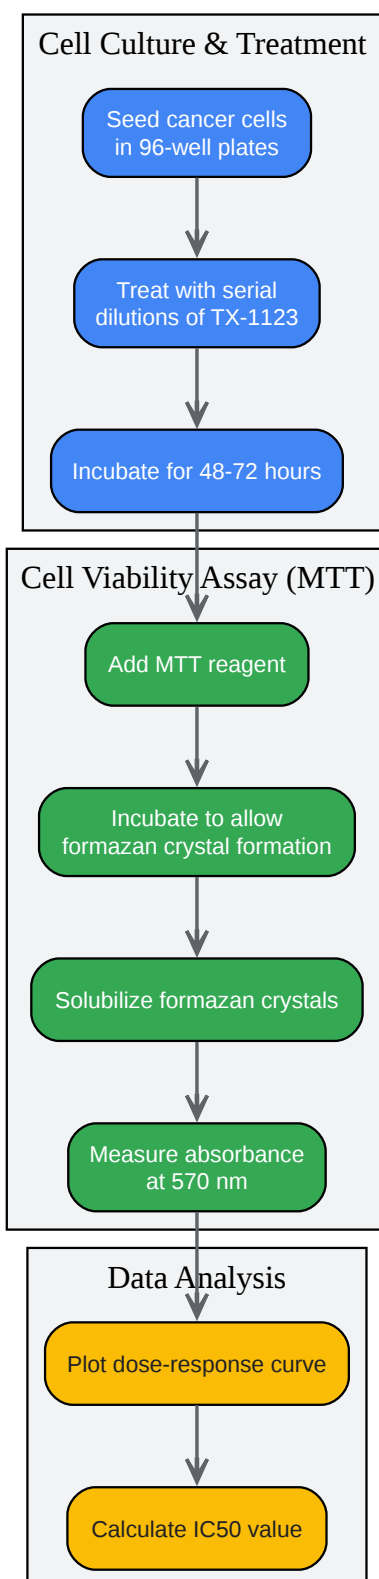 Cell Culture & Treatment
Seed cancer cells
in 96-well plates
Treat with serial
dilutions of TX-1123
Incubate for 48-72 hours
Cell Viability Assay (MTT)
Add MTT reagent
Incubate to allow
formazan crystal formation
Solubilize formazan crystals
Measure absorbance
at 570 nm
Data Analysis
Plot dose-response curve
Calculate IC50 value